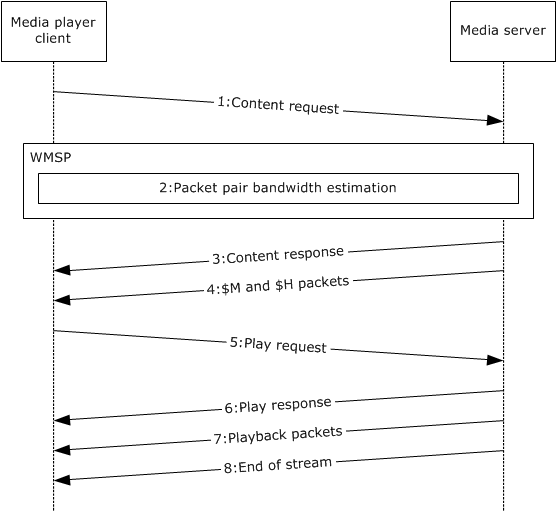 Media player
client
Media server
1:Content request
WMSP
2:Packet pair bandwidth estimation
3:Content response
4:$M and $H packets
5:Play request
6:Play response
7:Playback packets
8:End of stream